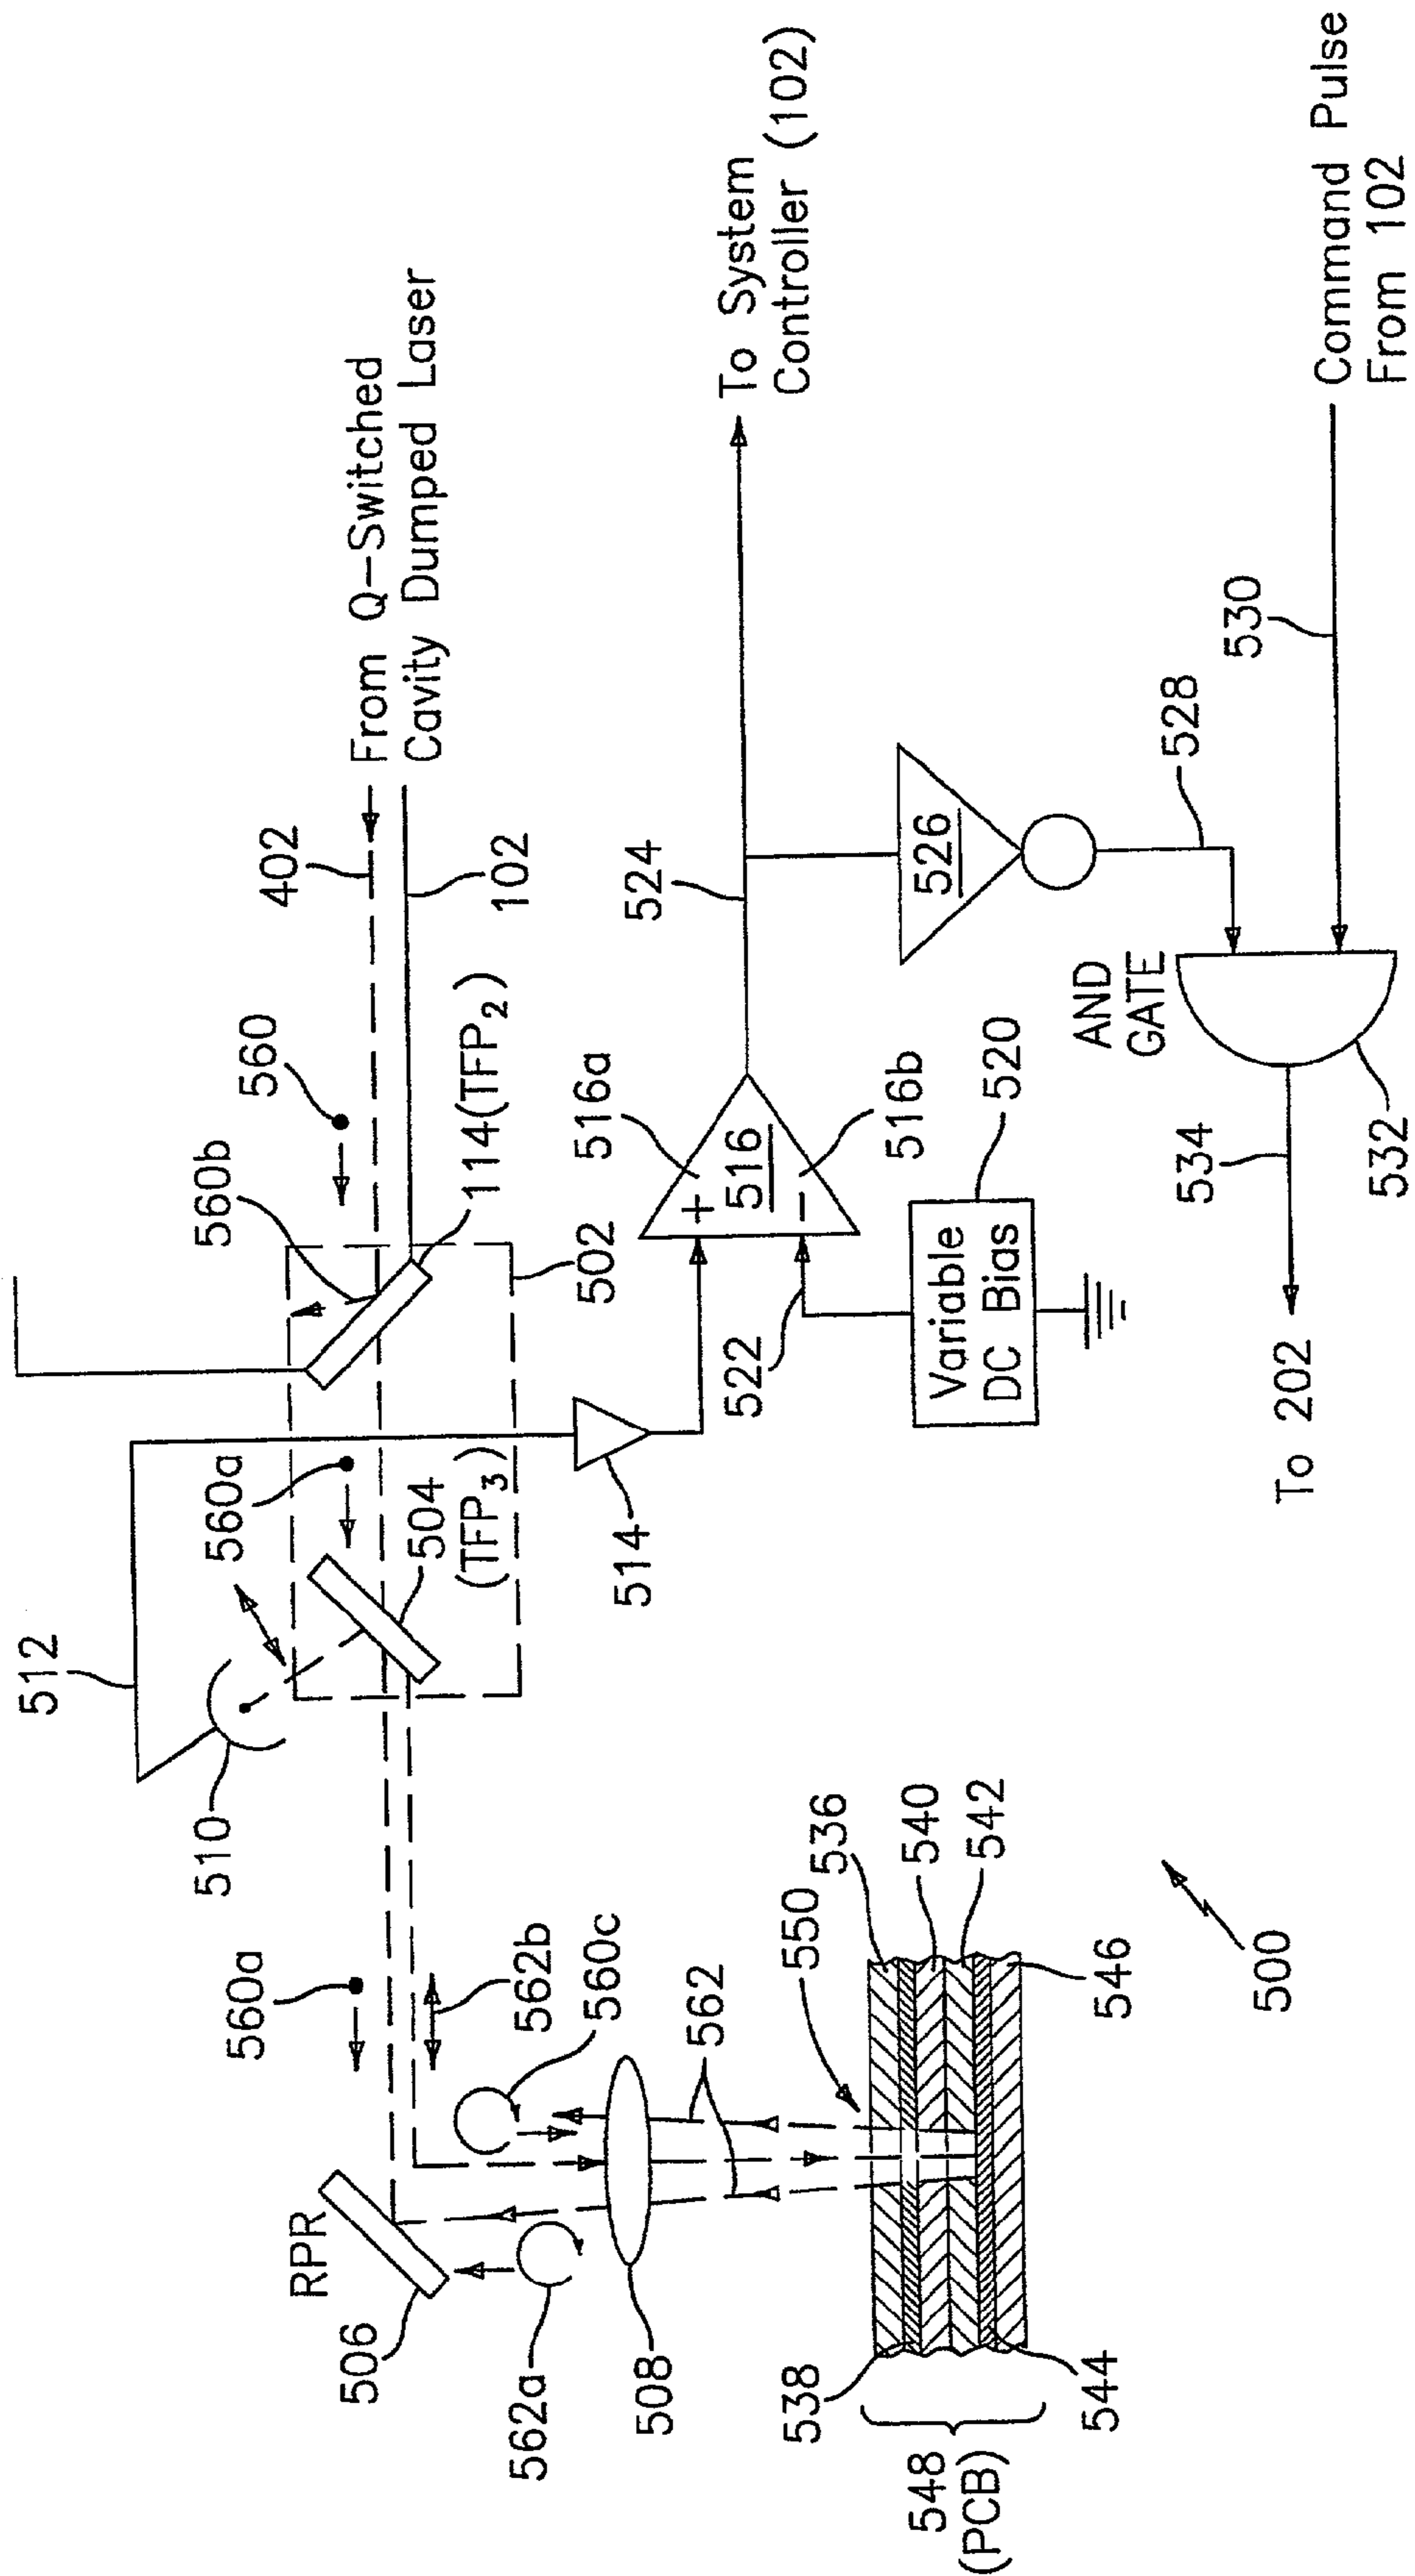 From Q-Switched
Cavity Dumped Laser
402
102
560
560b
114(TFP2)
502
560a
504
(TFP3)
512
510
514
560a
562b
560c
562
RPR
506
562a
508
550
536
540
542
546
538
544
548
(PCB)
500
516a
+
516
−
516b
522
520
Variable
DC Bias
524
To System
Controller (102)
526
528
530
Command Pulse
From 102
AND
GATE
532
534
To 202